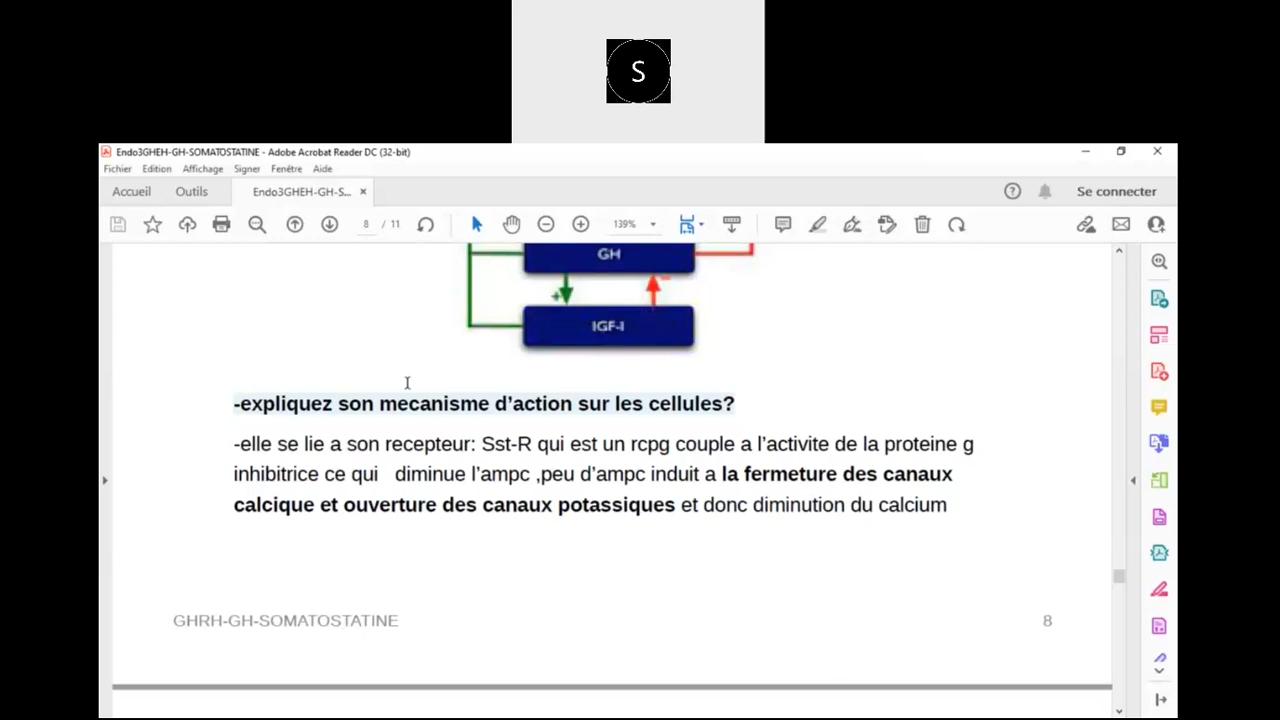 S
Endo3GHEH-GH-SOMATOSTATINE - Adobe Acrobat Reader DC (32-bit)
Fichier Edition Affichage Signer Fenêtre Aide
Accueil Outils Endo3GHEH-GH-S... × Se connecter
8 / 11 139%
GH
+ −
IGF-I
-expliquez son mecanisme d’action sur les cellules?
-elle se lie a son recepteur: Sst-R qui est un rcpg couple a l’activite de la proteine g
inhibitrice ce qui diminue l’ampc ,peu d’ampc induit a la fermeture des canaux
calcique et ouverture des canaux potassiques et donc diminution du calcium
GHRH-GH-SOMATOSTATINE 8